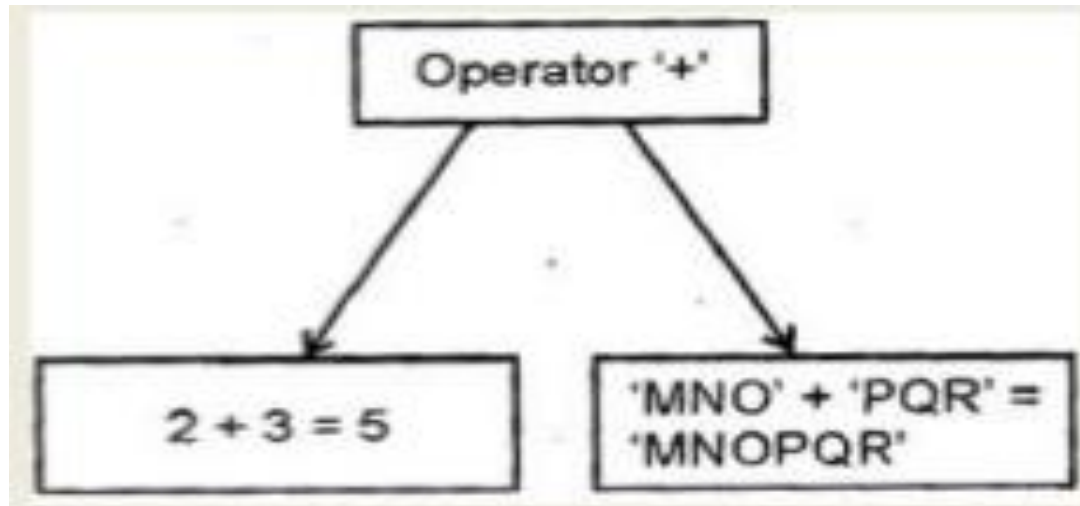 Operator ‘+’
2 + 3 = 5
‘MNO’ + ‘PQR’ =
‘MNOPQR’